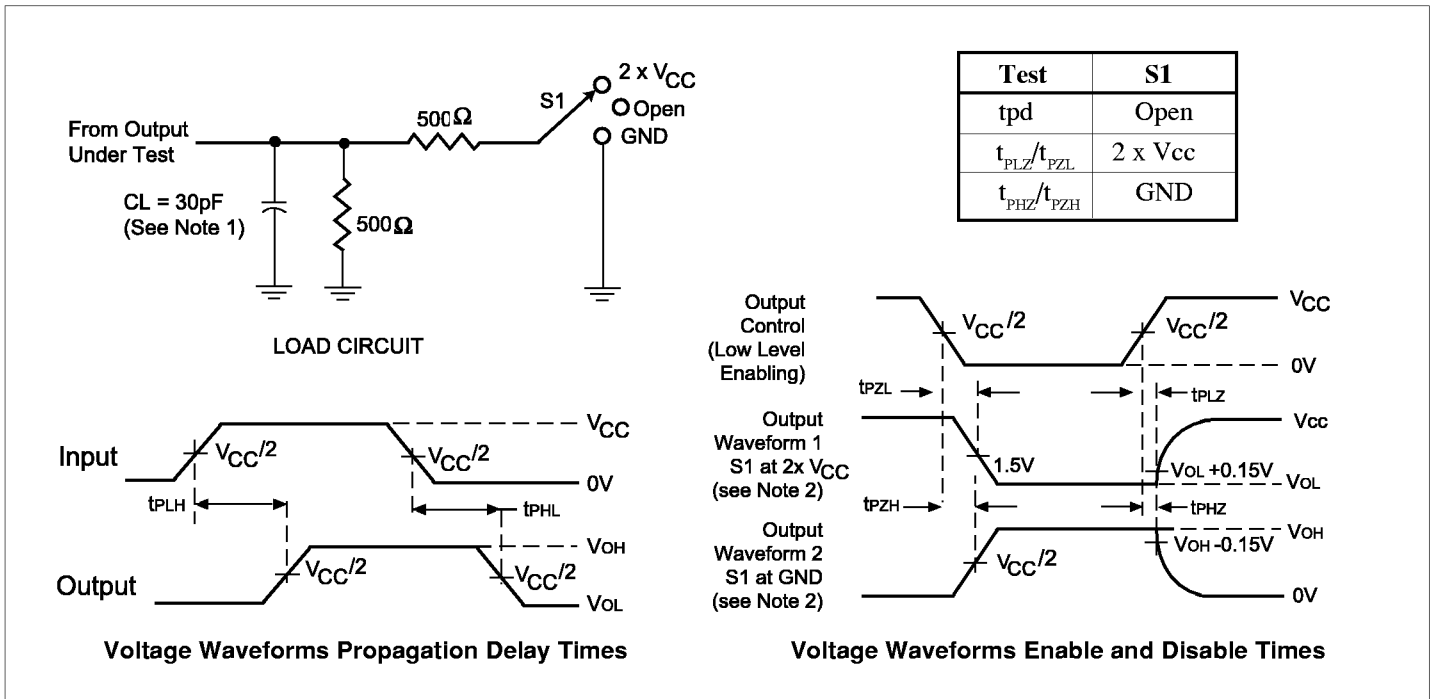 2 x VCC
S1
Open
500Ω
GND
From Output
Under Test
CL = 30pF
(See Note 1)
500Ω
LOAD CIRCUIT
Test S1
tpd Open
tPLZ/tPZL 2 x Vcc
tPHZ/tPZH GND
Input
VCC/2
VCC/2
VCC
0V
tPLH
tPHL
Output
VCC/2
VCC/2
VOH
VOL
Voltage Waveforms Propagation Delay Times
Output
Control
(Low Level
Enabling)
VCC/2
VCC/2
VCC
0V
tPZL
tPLZ
Output
Waveform 1
S1 at 2x VCC
(see Note 2)
1.5V
Vcc
VOL +0.15V
VOL
tPZH
tPHZ
Output
Waveform 2
S1 at GND
(see Note 2)
VCC/2
VOH
VOH -0.15V
0V
Voltage Waveforms Enable and Disable Times